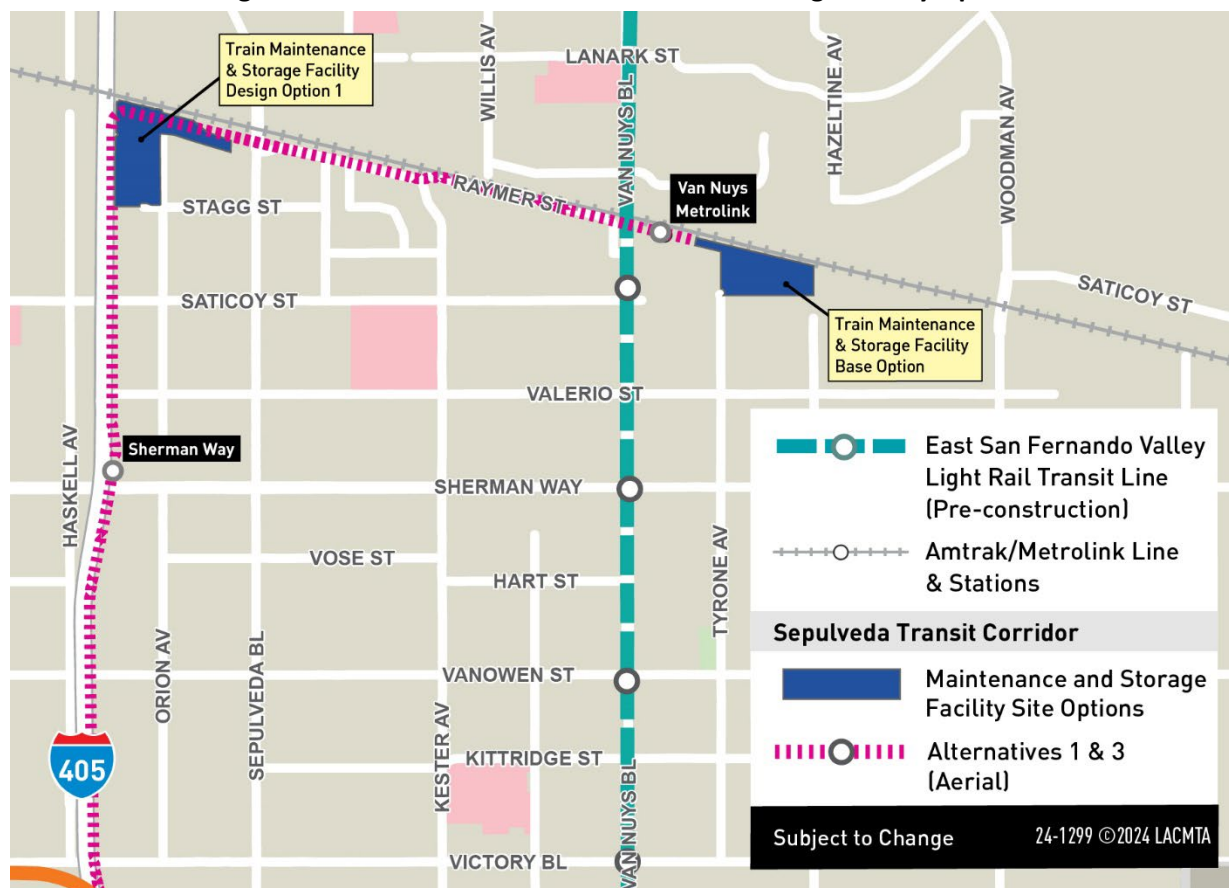 Train Maintenance
& Storage Facility
Design Option 1
WILLIS AV
LANARK ST
VAN NUYS BL
HAZELTINE AV
WOODMAN AV
RAYMER ST
Van Nuys
Metrolink
STAGG ST
SATICOY ST
SATICOY ST
Train Maintenance
& Storage Facility
Base Option
VALERIO ST
HASKELL AV
Sherman Way
SHERMAN WAY
VOSE ST
HART ST
TYRONE AV
ORION AV
SEPULVEDA BL
KESTER AV
VANOWEN ST
405
KITTRIDGE ST
VAN NUYS BL
VICTORY BL
East San Fernando Valley
Light Rail Transit Line
(Pre-construction)
Amtrak/Metrolink Line
& Stations
Sepulveda Transit Corridor
Maintenance and Storage
Facility Site Options
Alternatives 1 & 3
(Aerial)
Subject to Change 24-1299 ©2024 LACMTA